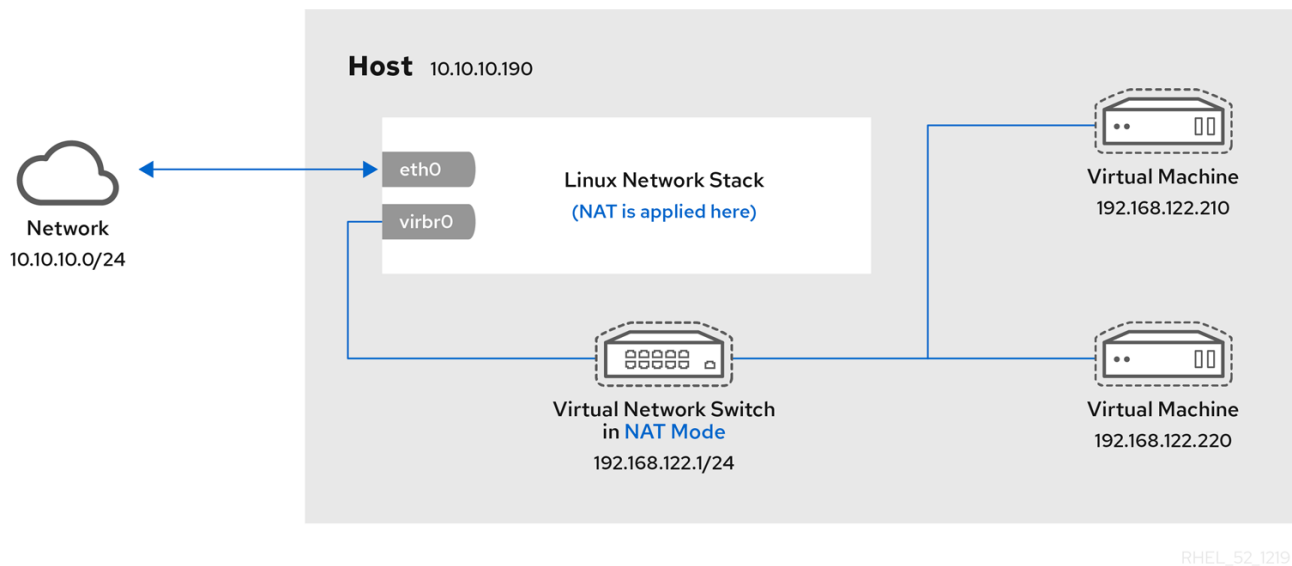 Host 10.10.10.190
eth0
Linux Network Stack
(NAT is applied here)
virbr0
Network
10.10.10.0/24
Virtual Machine
192.168.122.210
Virtual Network Switch
in NAT Mode
192.168.122.1/24
Virtual Machine
192.168.122.220
RHEL_52_1219